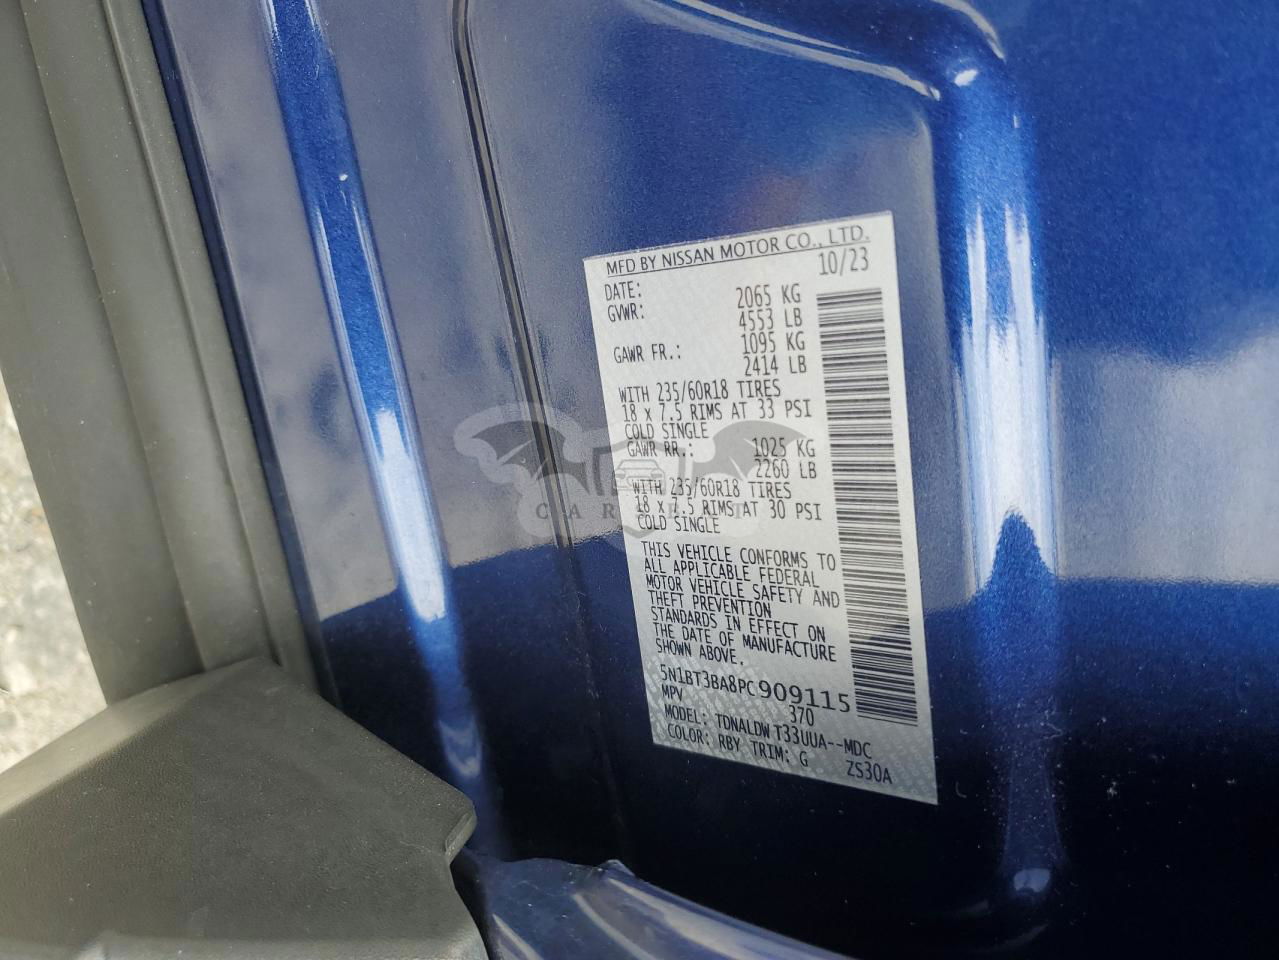 MFD BY NISSAN MOTOR CO., LTD.
DATE: 10/23
GVWR: 2065 KG
4553 LB
GAWR FR.: 1095 KG
2414 LB
WITH 235/60R18 TIRES
18 x 7.5 RIMS AT 33 PSI
COLD SINGLE
GAWR RR.: 1025 KG
2260 LB
WITH 235/60R18 TIRES
18 x 7.5 RIMS AT 30 PSI
COLD SINGLE
THIS VEHICLE CONFORMS TO
ALL APPLICABLE FEDERAL
MOTOR VEHICLE SAFETY AND
THEFT PREVENTION
STANDARDS IN EFFECT ON
THE DATE OF MANUFACTURE
SHOWN ABOVE.
5N1BT3BA8PC909115
MPV 370
MODEL: TDNALDW T33UUA--MDC
COLOR: RBY TRIM: G ZS30A